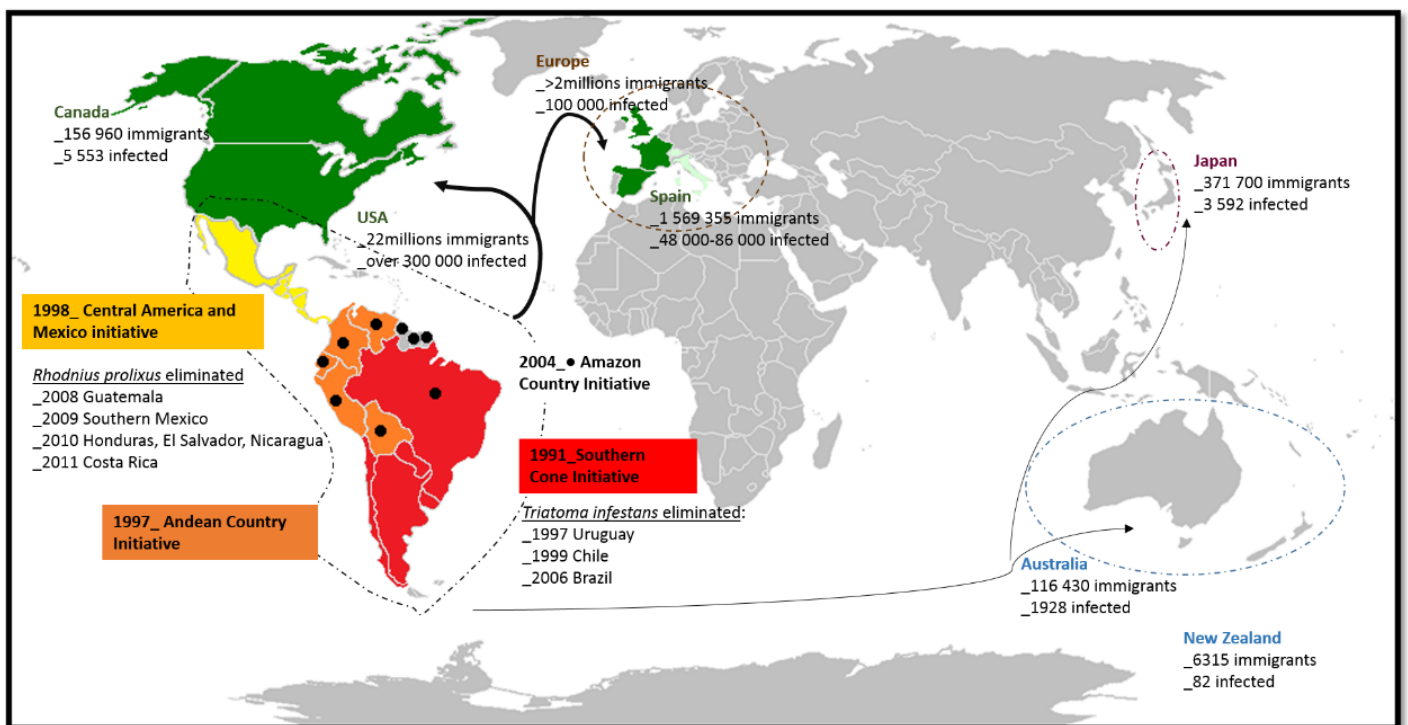 Europe
_>2millions immigrants
_100 000 infected
Canada
_156 960 immigrants
_5 553 infected
Japan
_371 700 immigrants
_3 592 infected
Spain
_1 569 355 immigrants
_48 000-86 000 infected
USA
_22millions immigrants
_over 300 000 infected
1998_ Central America and
Mexico initiative
Rhodnius prolixus eliminated
_2008 Guatemala
_2009 Southern Mexico
_2010 Honduras, El Salvador, Nicaragua
_2011 Costa Rica
2004_● Amazon
Country Initiative
1991_Southern
Cone Initiative
Triatoma infestans eliminated:
_1997 Uruguay
_1999 Chile
_2006 Brazil
1997_ Andean Country
Initiative
Australia
_116 430 immigrants
_1928 infected
New Zealand
_6315 immigrants
_82 infected